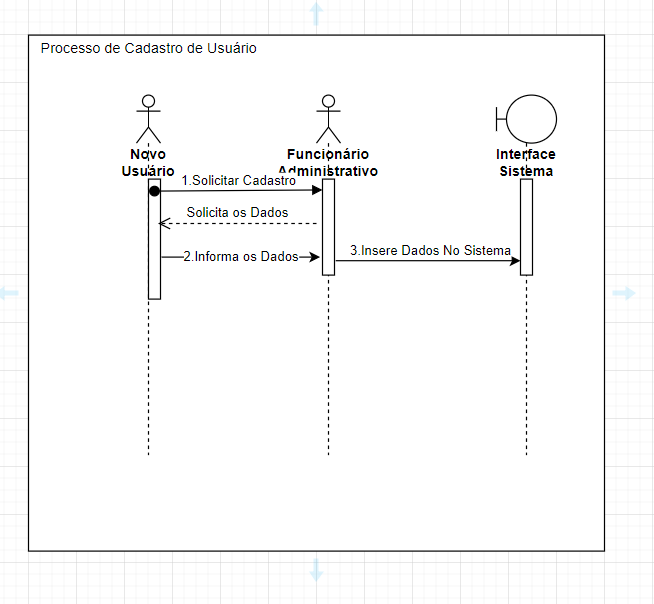 Processo de Cadastro de Usuário
Novo
Usuário
Funcionário
Administrativo
Interface
Sistema
1.Solicitar Cadastro
Solicita os Dados
2.Informa os Dados
3.Insere Dados No Sistema